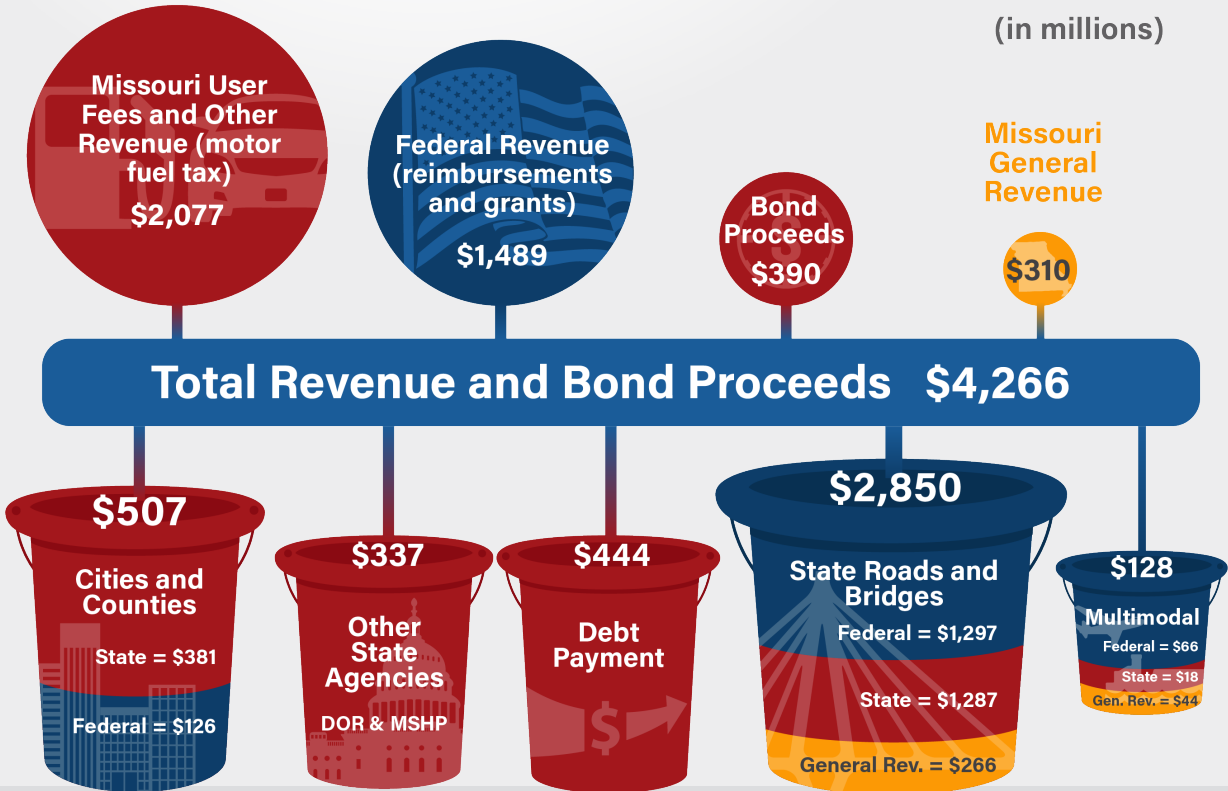 (in millions)
Missouri User
Fees and Other
Revenue (motor
fuel tax)
$2,077
Federal Revenue
(reimbursements
and grants)
$1,489
Bond
Proceeds
$390
Missouri
General
Revenue
$310
Total Revenue and Bond Proceeds $4,266
$507
Cities and
Counties
State = $381
Federal = $126
$337
Other
State
Agencies
DOR & MSHP
$444
Debt
Payment
$
$2,850
State Roads and
Bridges
Federal = $1,297
State = $1,287
General Rev. = $266
$128
Multimodal
Federal = $66
State = $18
Gen. Rev. = $44